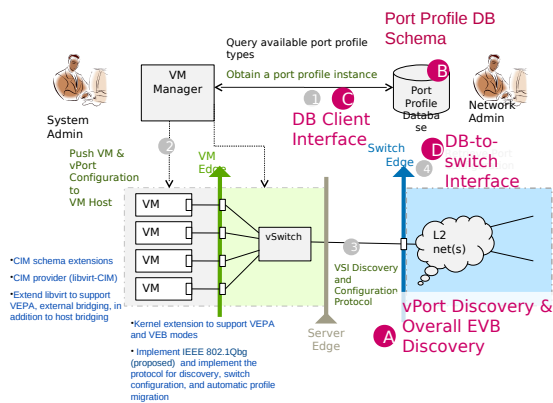 Port Profile DB
Schema
Query available port profile
types
Obtain a port profile instance
VM
Manager
B
Port
Profile
Databa
se
1
C
DB Client
Interface
System
Admin
Network
Admin
2
Push VM &
vPort
Configuration
to
VM Host
VM
Edge
Switch
Edge
D
DB-to-
switch
Interface
4
VM
VM
VM
VM
vSwitch
3
L2
net(s)
VSI Discovery
and
Configuration
Protocol
• CIM schema extensions
• CIM provider (libvirt-CIM)
• Extend libvirt to support
VEPA, external bridging, in
addition to host bridging
• Kernel extension to support VEPA
and VEB modes
• Implement IEEE 802.1Qbg
(proposed) and implement the
protocol for discovery, switch
configuration, and automatic profile
migration
Server
Edge
A
vPort Discovery &
Overall EVB
Discovery